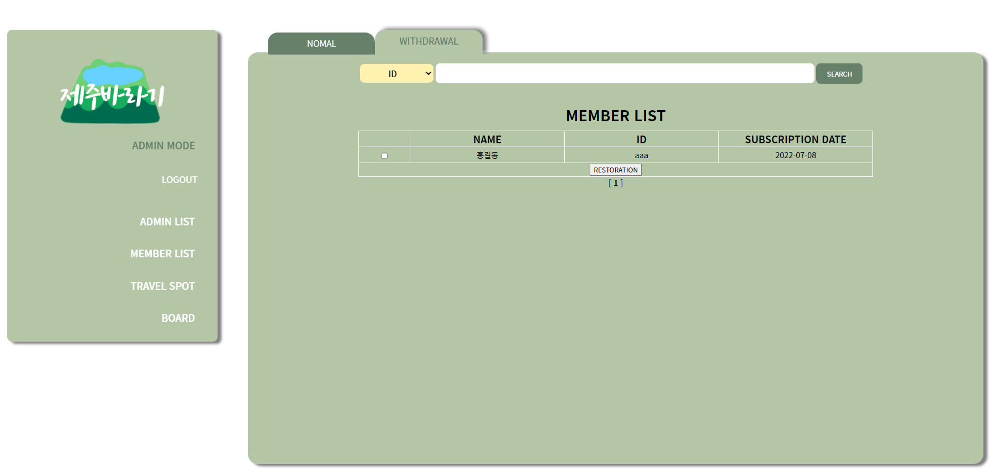 제주바라기
ADMIN MODE
LOGOUT
ADMIN LIST
MEMBER LIST
TRAVEL SPOT
BOARD
NOMAL
WITHDRAWAL
ID
SEARCH
MEMBER LIST
NAME ID SUBSCRIPTION DATE
홍길동 aaa 2022-07-08
RESTORATION
[ 1 ]